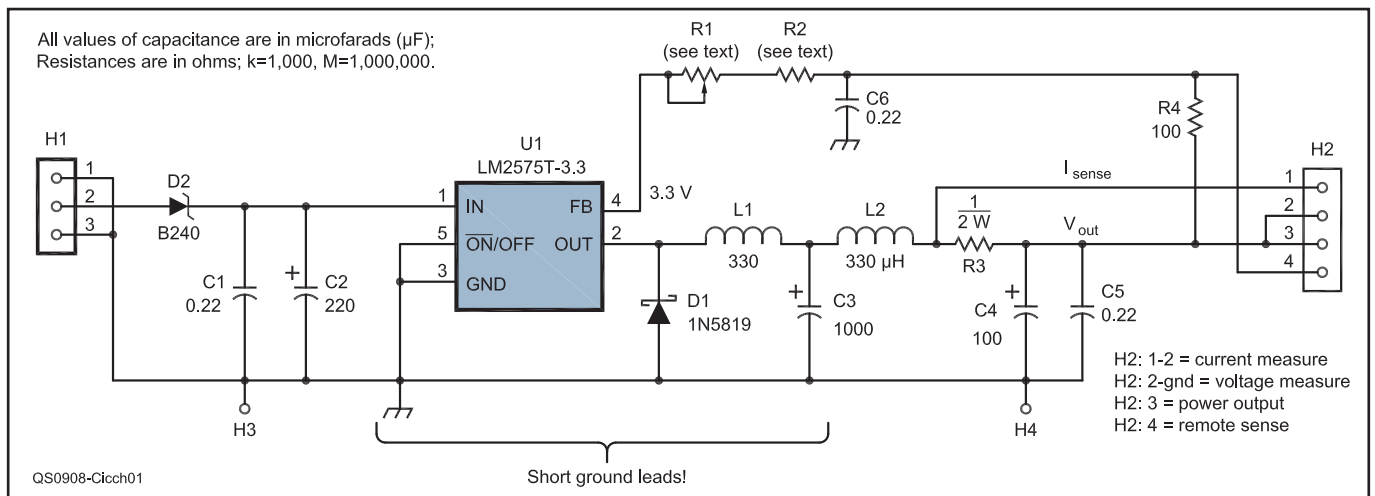 All values of capacitance are in microfarads (µF);
Resistances are in ohms; k=1,000, M=1,000,000.
R1
(see text)
R2
(see text)
C6
0.22
R4
100
H1
1
2
3
D2
B240
U1
LM2575T-3.3
1
IN
FB
4
3.3 V
5
ON/OFF
OUT
2
3
GND
C1
0.22
+
C2
220
D1
1N5819
L1
330
L2
330 µH
+
C3
1000
I sense
1
2 W
R3
V out
+
C4
100
C5
0.22
H2
1
2
3
4
H3
H4
H2: 1-2 = current measure
H2: 2-gnd = voltage measure
H2: 3 = power output
H2: 4 = remote sense
Short ground leads!
QS0908-Cicch01